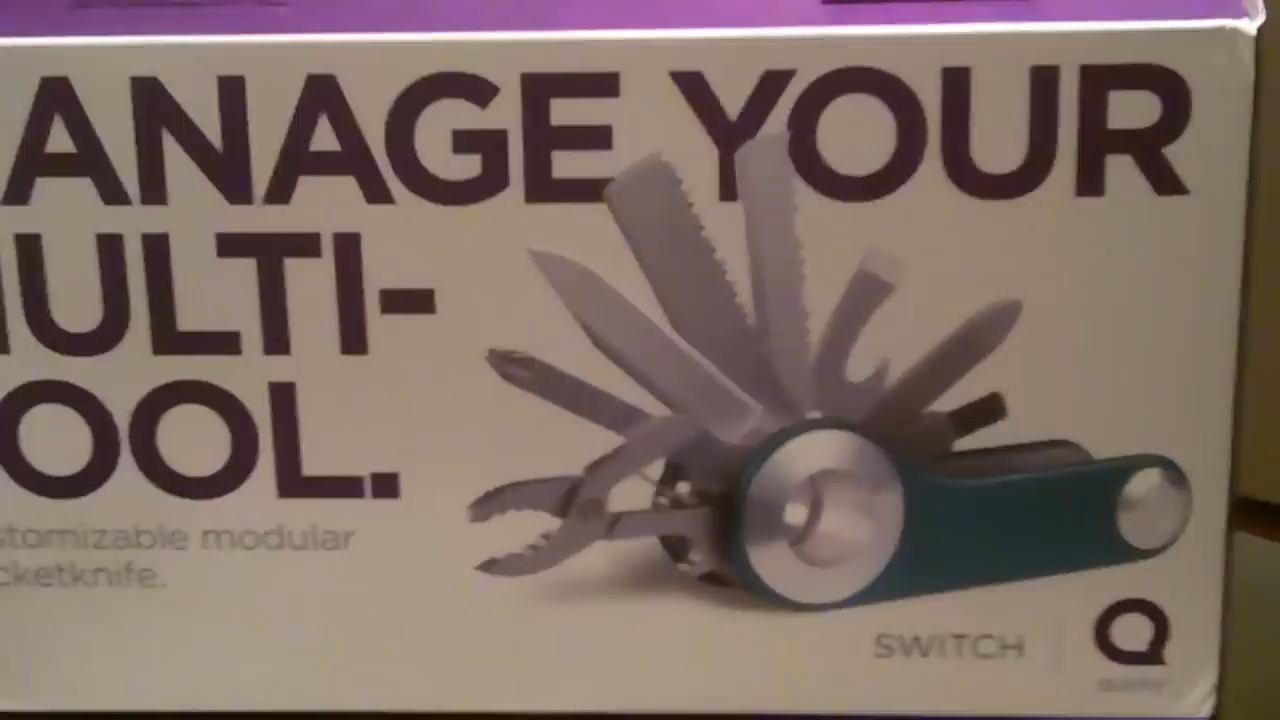 ANAGE YOUR
ULTI-
OOL.
stomizable modular
cketknife.
SWITCH
Q